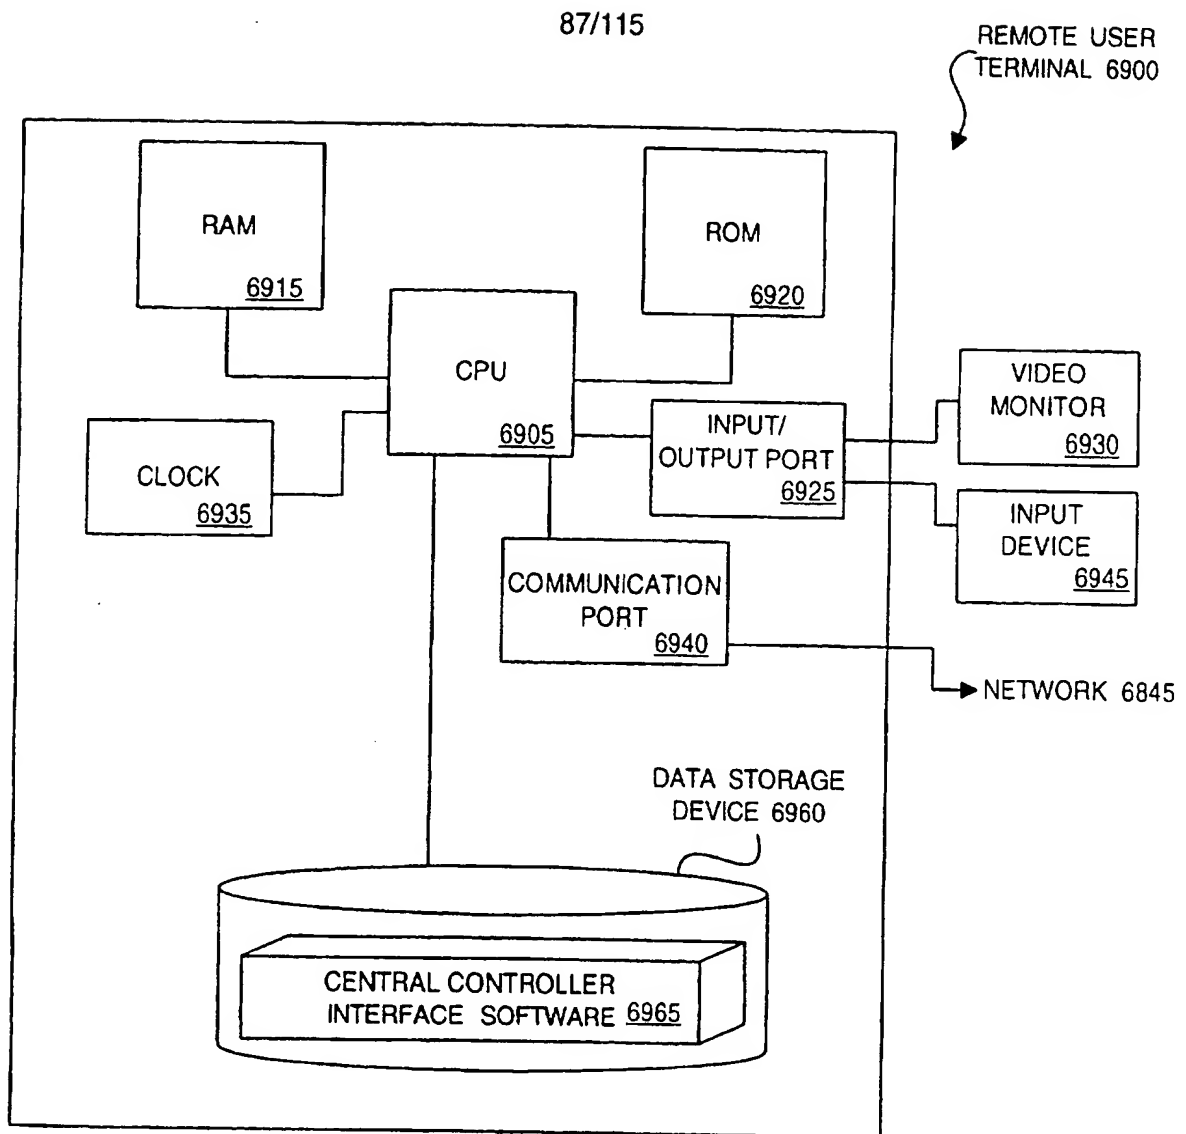 87/115
REMOTE USER
TERMINAL 6900
RAM
6915
ROM
6920
CPU
6905
VIDEO
MONITOR
6930
INPUT/
OUTPUT PORT
6925
CLOCK
6935
INPUT
DEVICE
6945
COMMUNICATION
PORT
6940
NETWORK 6845
DATA STORAGE
DEVICE 6960
CENTRAL CONTROLLER
INTERFACE SOFTWARE 6965